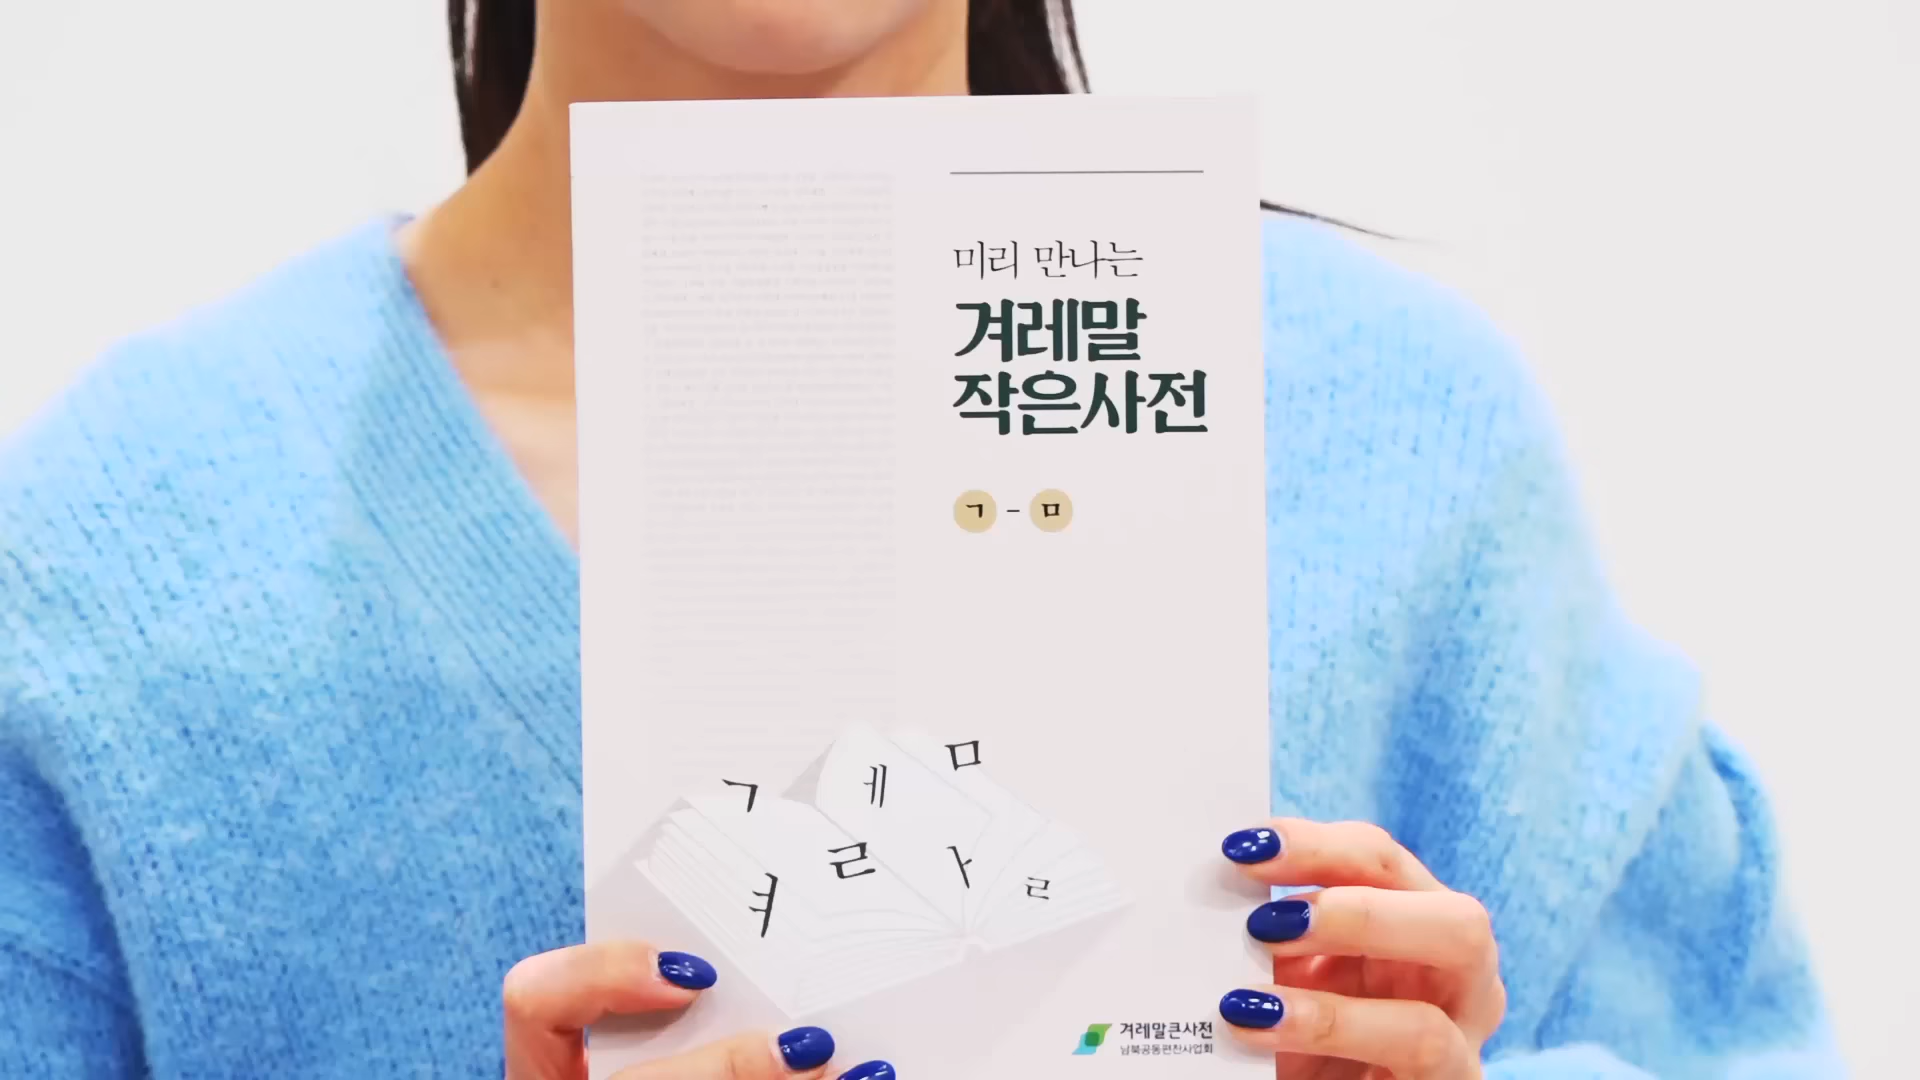 미리 만나는
겨레말
작은사전
ㄱ - ㅁ
ㄱ ㅔ ㅁ
ㅕ ㄹ ㅏ ㄹ
겨레말큰사전
남북공동편찬사업회